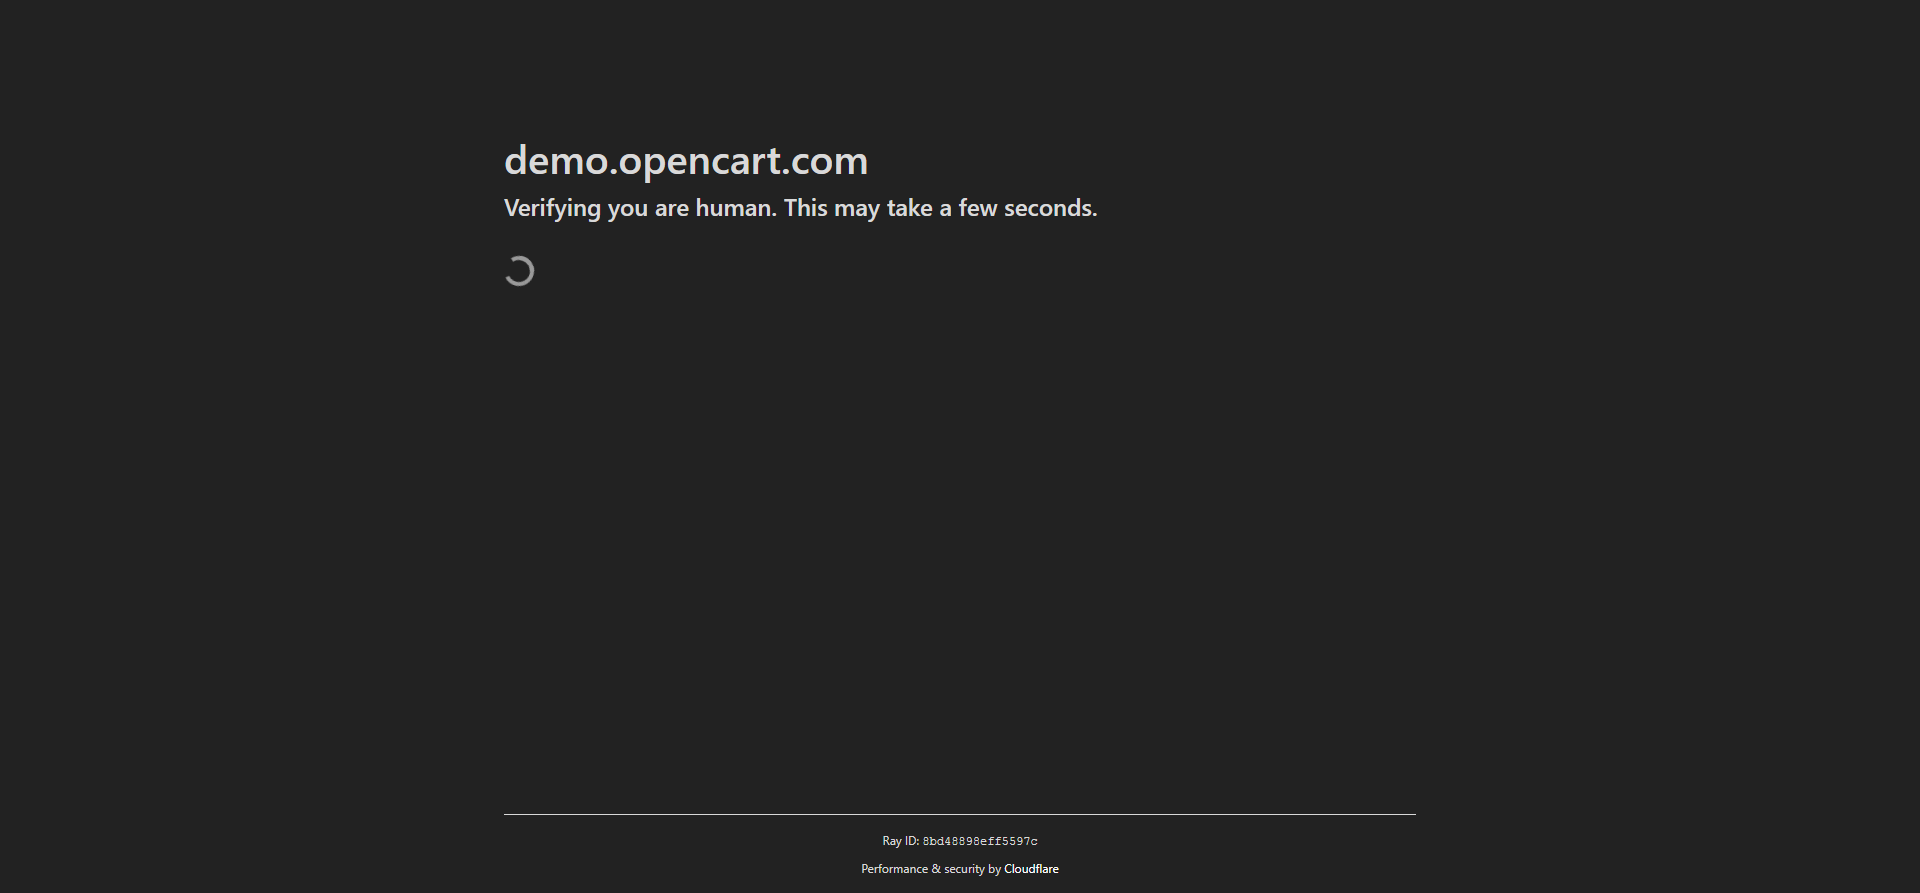 demo.opencart.com
Verifying you are human. This may take a few seconds.
Ray ID: 8bd48898eff5597c
Performance & security by Cloudflare